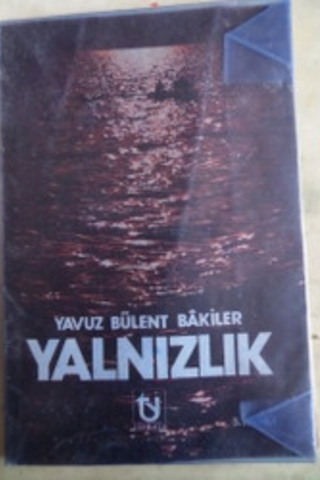 YAVUZ BÜLENT BÂKİLER
YALNIZLIK